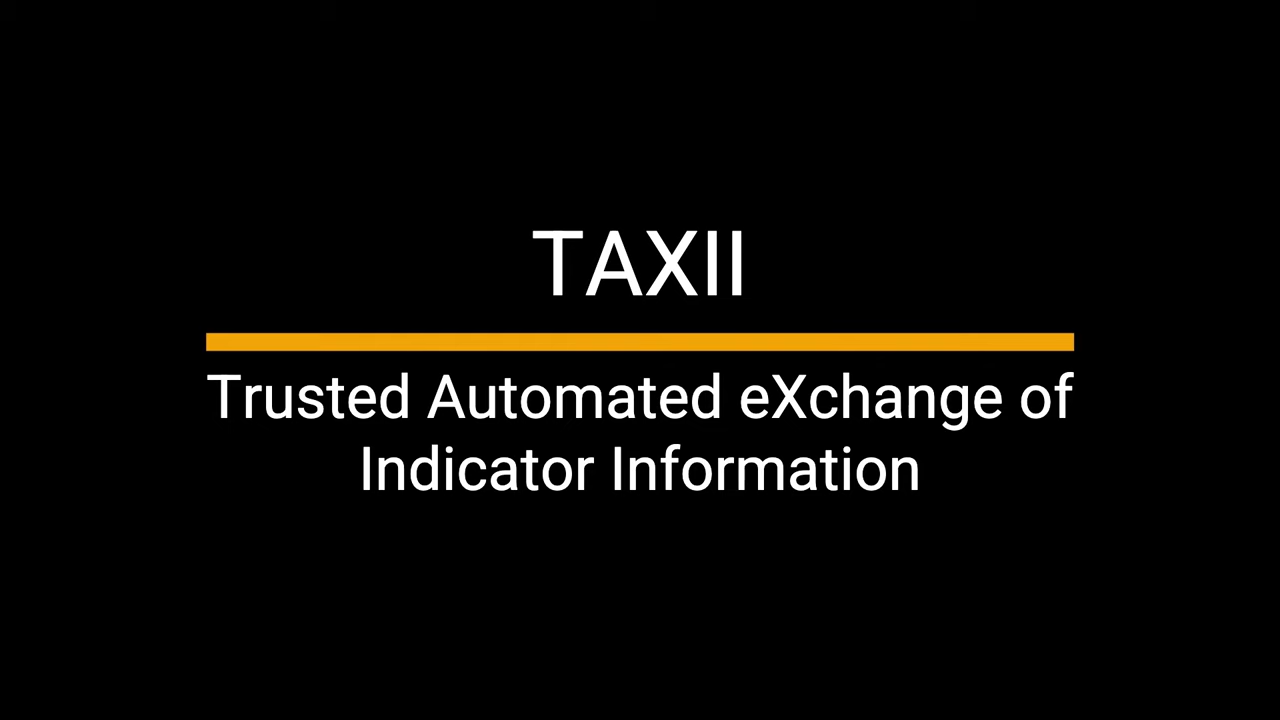 TAXII
Trusted Automated eXchange of
Indicator Information